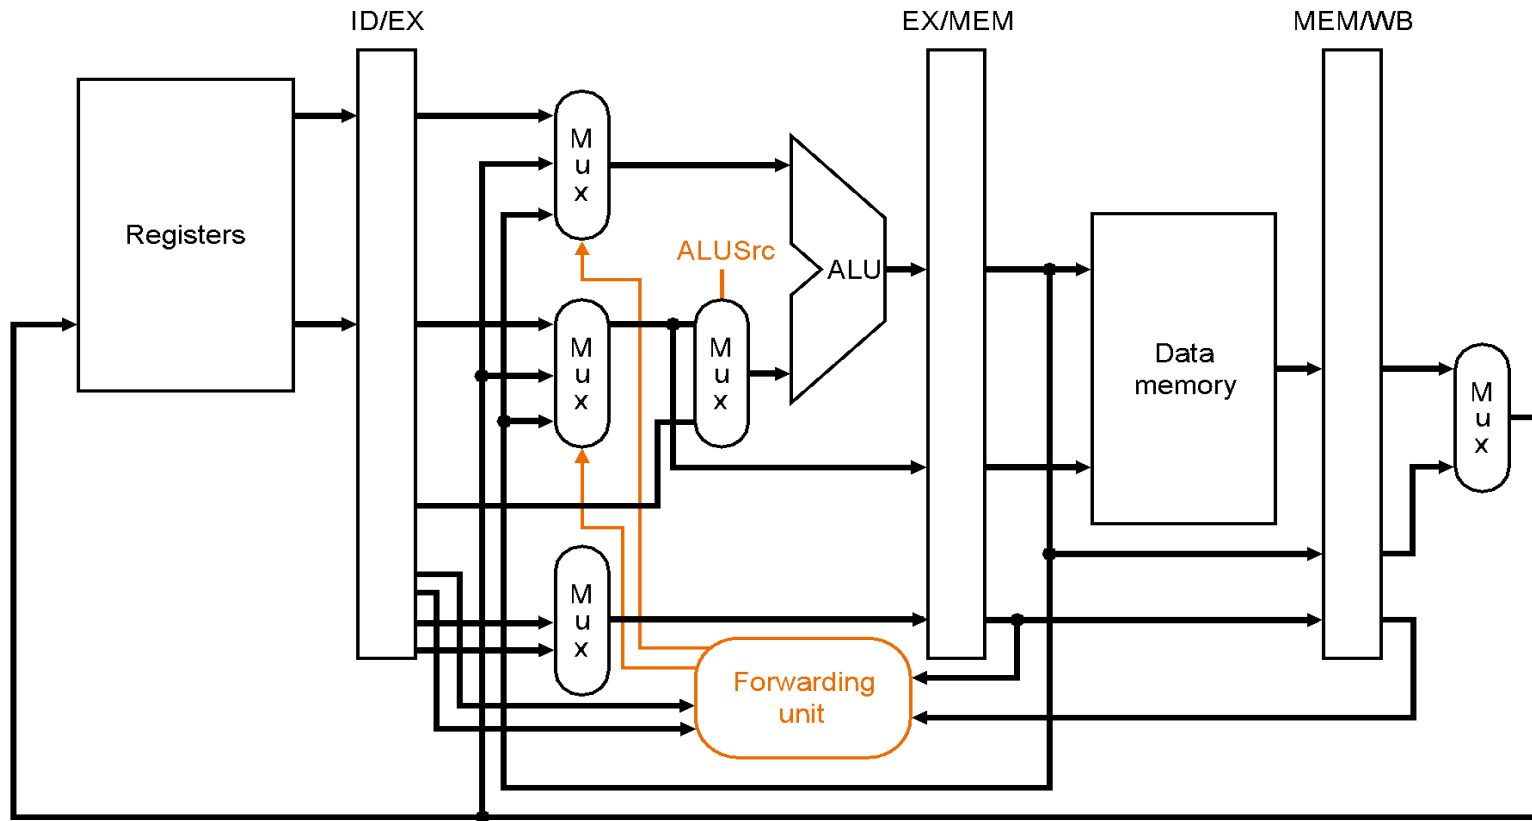 ID/EX
EX/MEM
MEM/WB
M
u
x
Registers
ALUSrc
ALU
M
u
x
M
u
x
Data
memory
M
u
x
M
u
x
Forwarding
unit